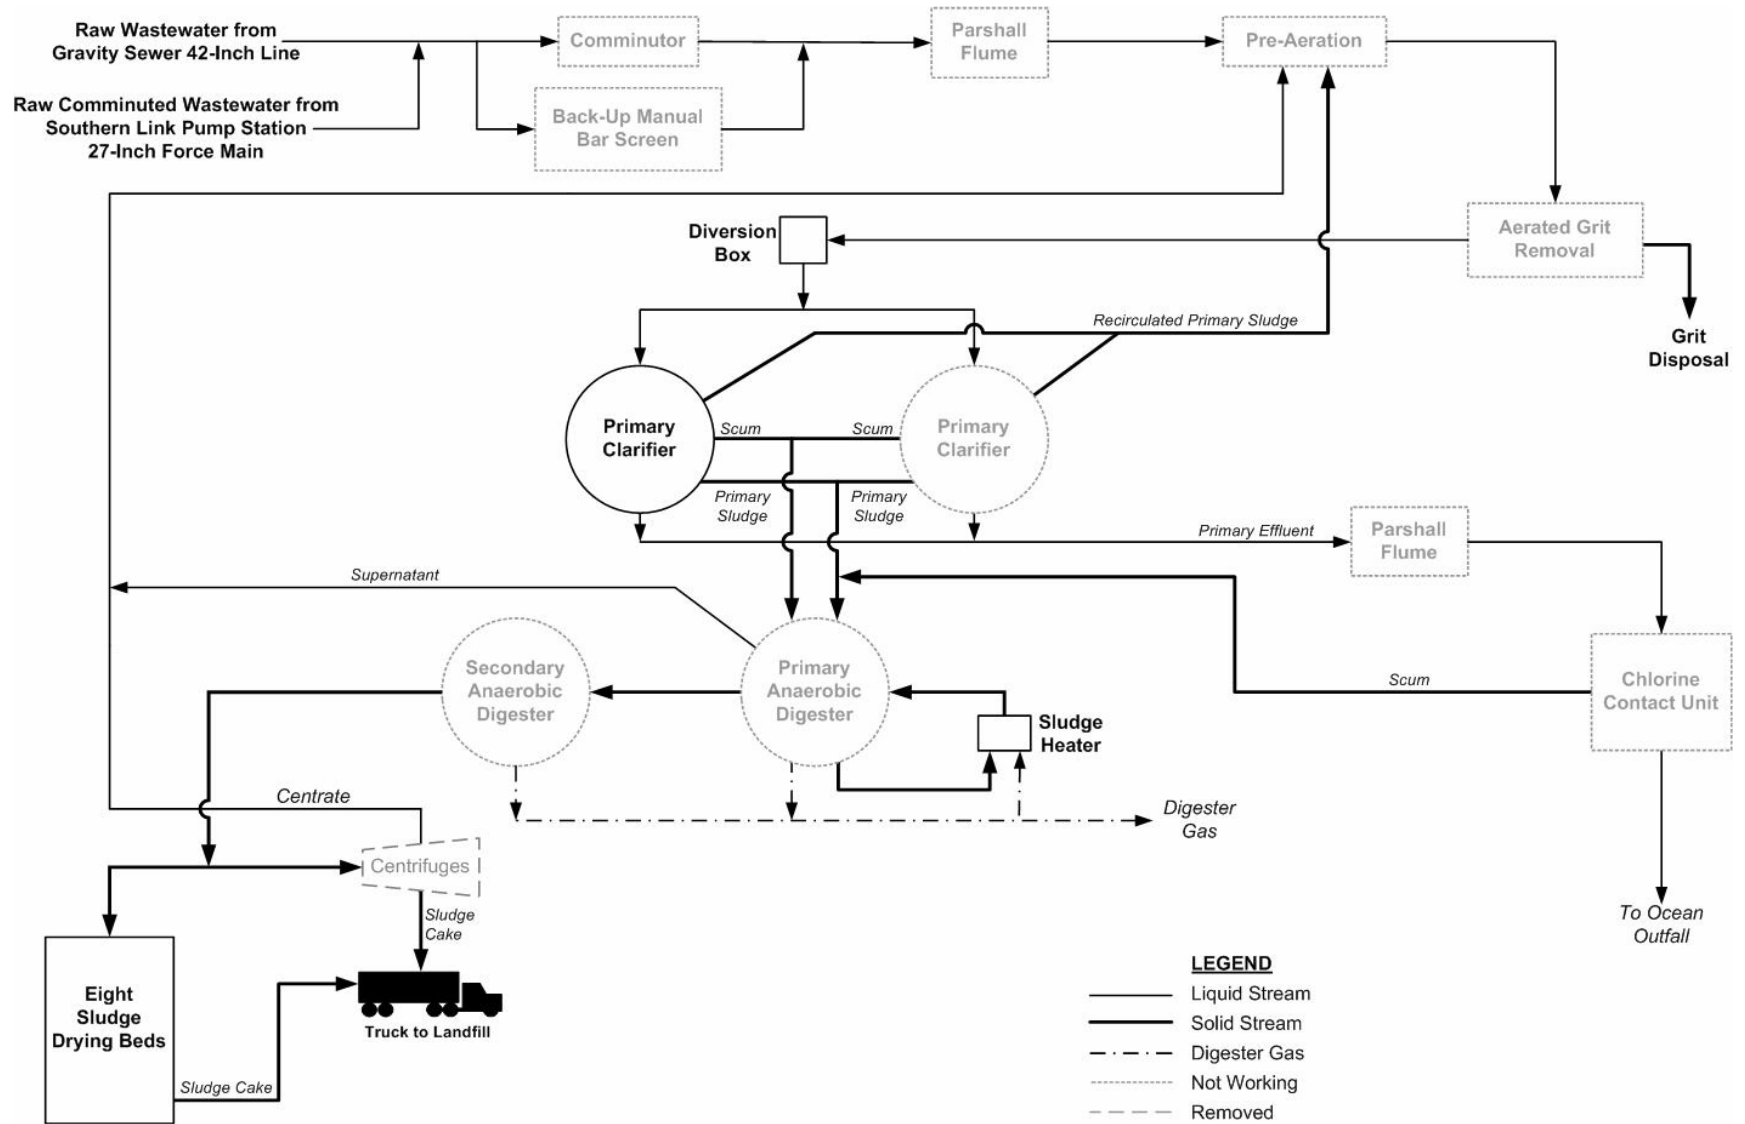 Raw Wastewater from
Gravity Sewer 42-Inch Line
Comminutor
Parshall
Flume
Pre-Aeration
Raw Comminuted Wastewater from
Southern Link Pump Station
27-Inch Force Main
Back-Up Manual
Bar Screen
Diversion
Box
Aerated Grit
Removal
Grit
Disposal
Recirculated Primary Sludge
Primary
Clarifier
Scum
Scum
Primary
Clarifier
Primary
Sludge
Primary
Sludge
Primary Effluent
Parshall
Flume
Supernatant
Secondary
Anaerobic
Digester
Primary
Anaerobic
Digester
Sludge
Heater
Scum
Chlorine
Contact Unit
Centrate
Digester
Gas
Centrifuges
Sludge
Cake
To Ocean
Outfall
Eight
Sludge
Drying Beds
Truck to Landfill
Sludge Cake
LEGEND
Liquid Stream
Solid Stream
Digester Gas
Not Working
Removed